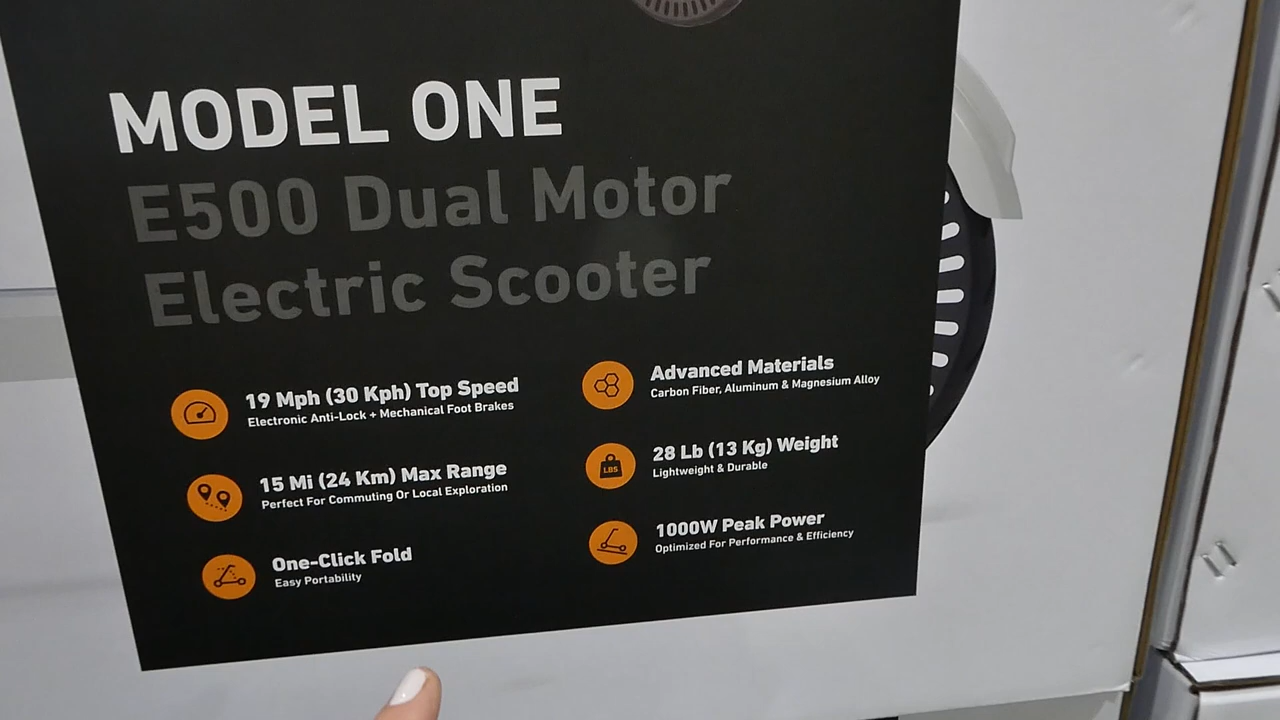 MODEL ONE
E500 Dual Motor
Electric Scooter
19 Mph (30 Kph) Top Speed
Electronic Anti-Lock + Mechanical Foot Brakes
15 Mi (24 Km) Max Range
Perfect For Commuting Or Local Exploration
One-Click Fold
Easy Portability
Advanced Materials
Carbon Fiber, Aluminum & Magnesium Alloy
LBS
28 Lb (13 Kg) Weight
Lightweight & Durable
1000W Peak Power
Optimized For Performance & Efficiency